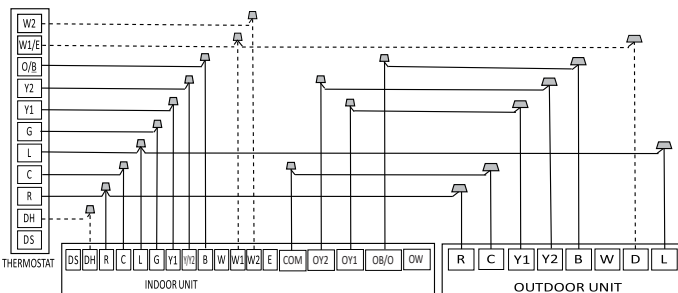 W2
W1/E
O/B
Y2
Y1
G
L
C
R
DH
DS
THERMOSTAT
DS DH R C L G Y1 Y/Y2 B W W1 W2 E COM OY2 OY1 OB/O OW
INDOOR UNIT
R C Y1 Y2 B W D L
OUTDOOR UNIT